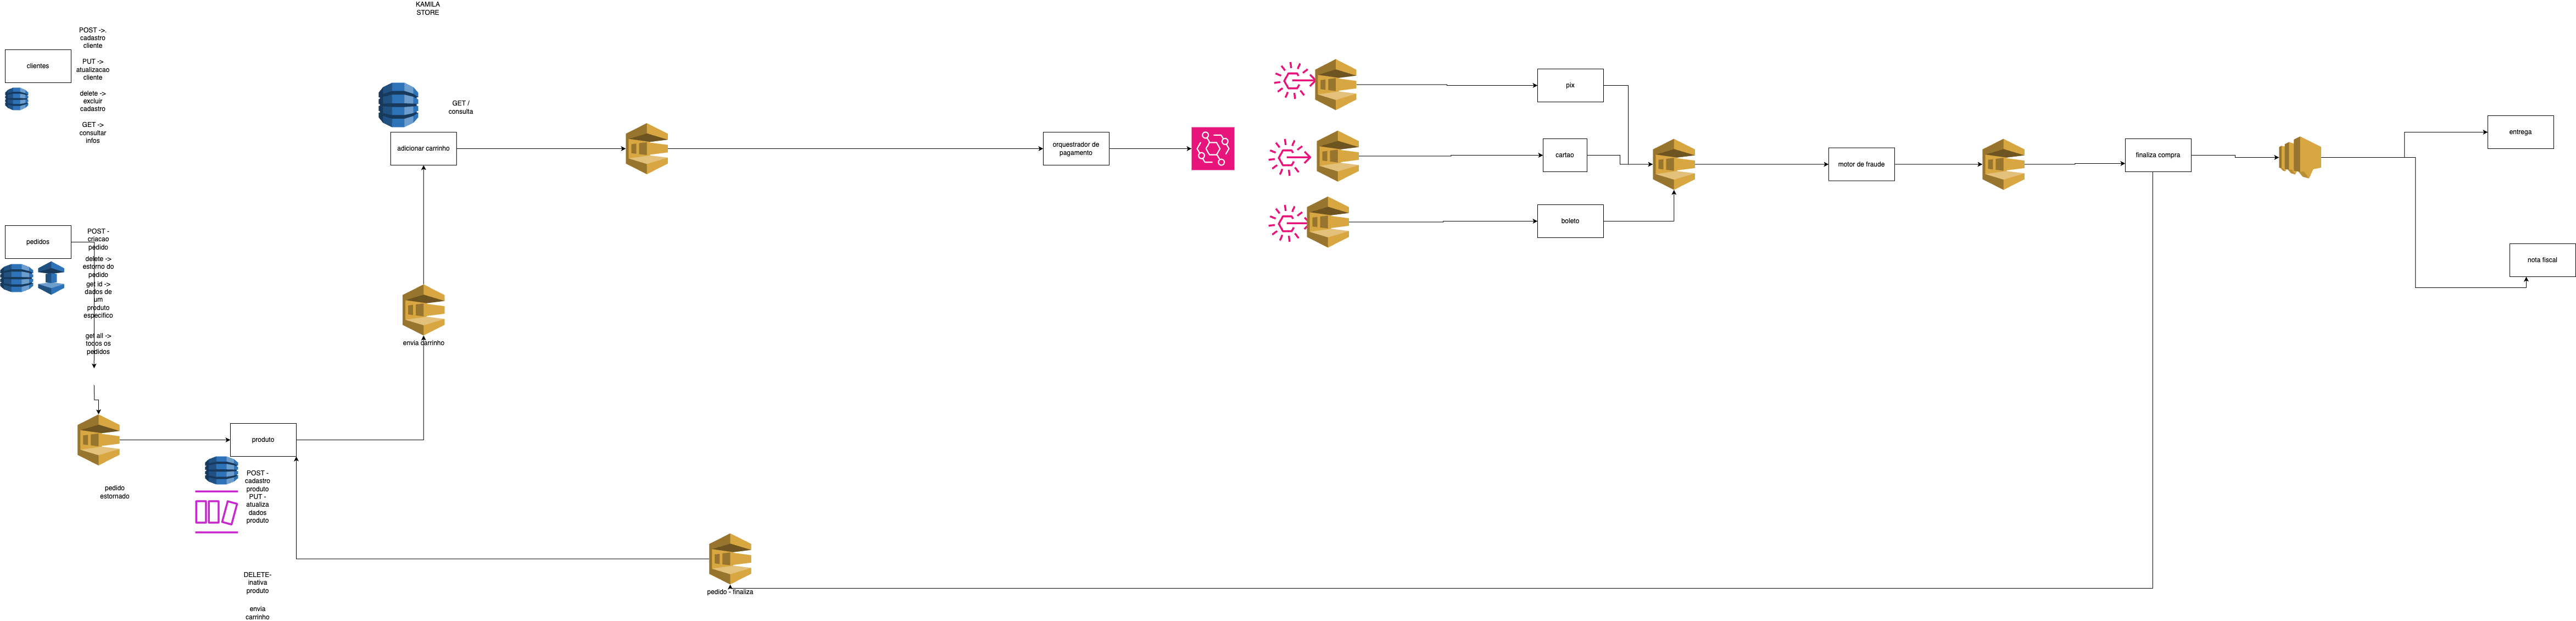 KAMILA
STORE
clientes
POST ->.
cadastro
cliente
PUT ->
atualizacao
cliente
delete ->
excluir
cadastro
GET ->
consultar
infos
GET /
consulta
adicionar carrinho
orquestrador de
pagamento
pix
cartao
boleto
motor de fraude
finaliza compra
entrega
nota fiscal
pedidos
POST -
criacao
pedido
delete ->
estorno do
pedido
get id ->
dados de
um
produto
especifico
get all ->
todos os
pedidos
envia carrinho
produto
pedido
estornado
POST -
cadastro
produto
PUT -
atualiza
dados
produto
DELETE-
inativa
produto
envia
carrinho
pedido - finaliza